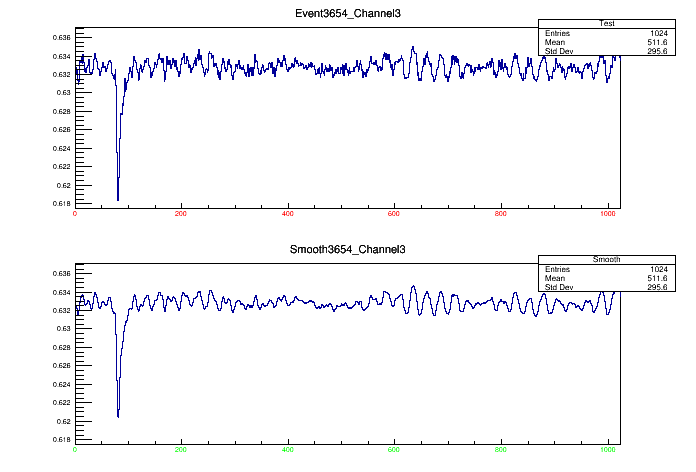 Event3654_Channel3
Test
Entries 1024
Mean 511.6
Std Dev 295.6
0.636
0.634
0.632
0.63
0.628
0.626
0.624
0.622
0.62
0.618
0 200 400 600 800 1000
Smooth3654_Channel3
Smooth
Entries 1024
Mean 511.6
Std Dev 295.6
0.636
0.634
0.632
0.63
0.628
0.626
0.624
0.622
0.62
0.618
0 200 400 600 800 1000